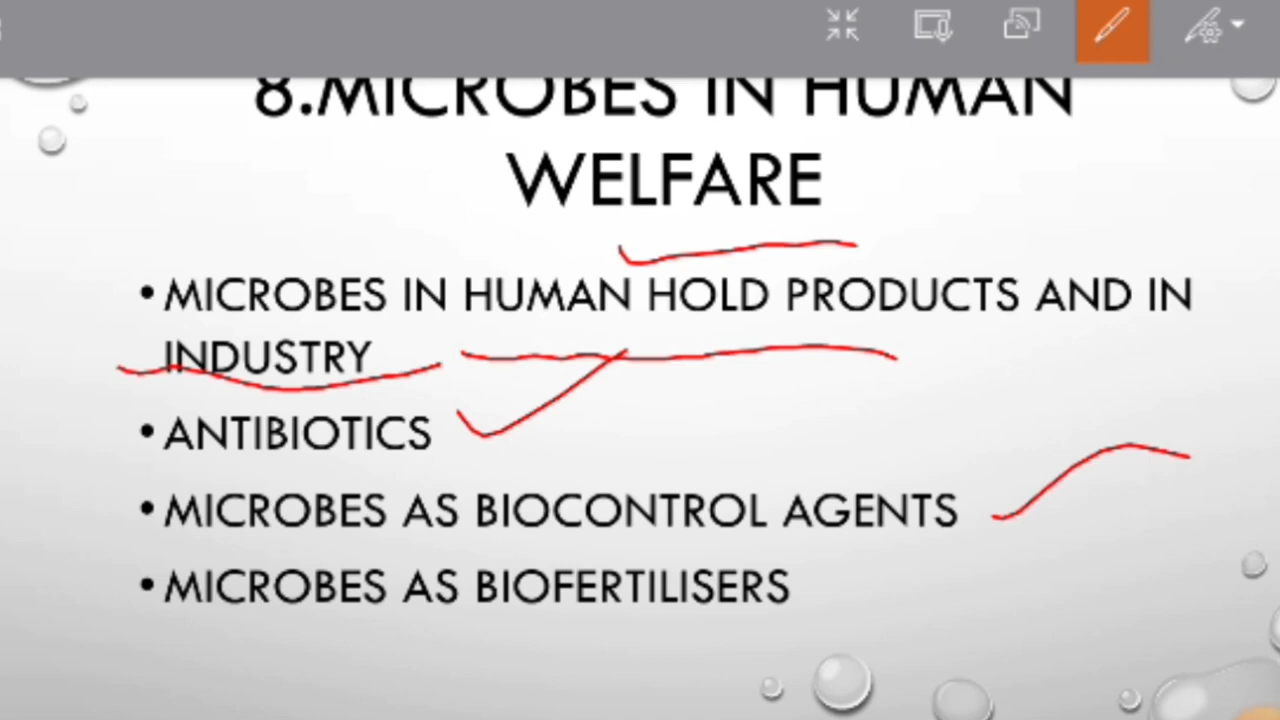 8.MICROBES IN HUMAN
WELFARE
•MICROBES IN HUMAN HOLD PRODUCTS AND IN
INDUSTRY
•ANTIBIOTICS
•MICROBES AS BIOCONTROL AGENTS
•MICROBES AS BIOFERTILISERS